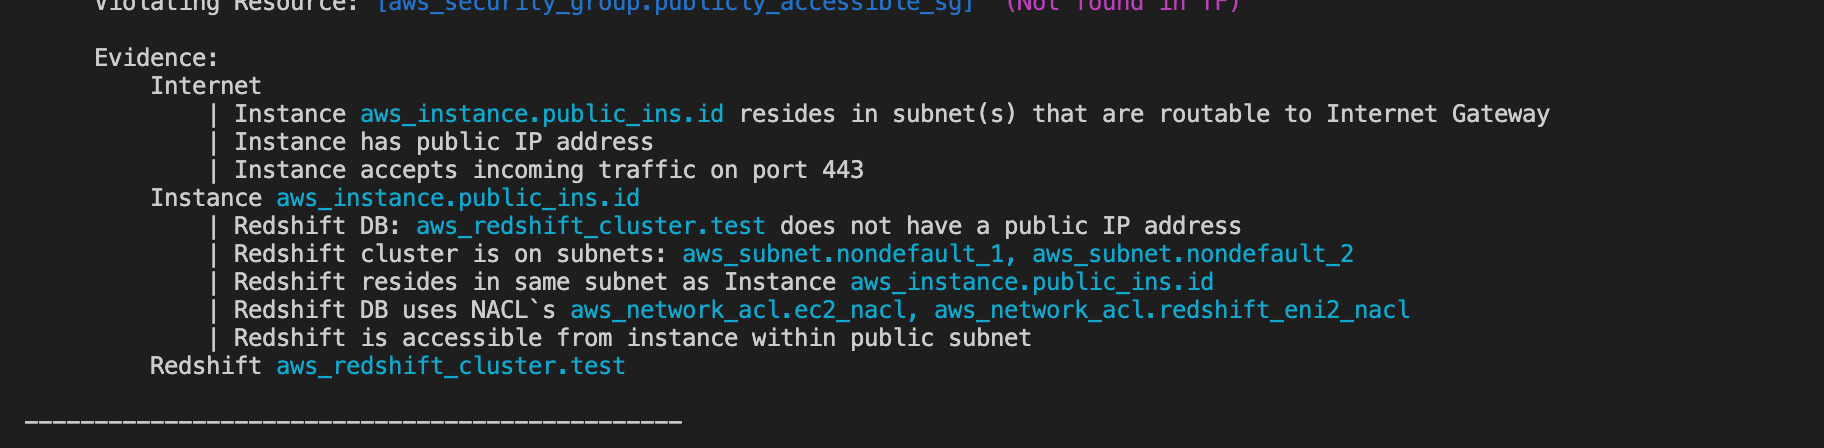 Violating Resource: [aws_security_group.publicly_accessible_sg] (Not found in TF)
Evidence:
Internet
| Instance aws_instance.public_ins.id resides in subnet(s) that are routable to Internet Gateway
| Instance has public IP address
| Instance accepts incoming traffic on port 443
Instance aws_instance.public_ins.id
| Redshift DB: aws_redshift_cluster.test does not have a public IP address
| Redshift cluster is on subnets: aws_subnet.nondefault_1, aws_subnet.nondefault_2
| Redshift resides in same subnet as Instance aws_instance.public_ins.id
| Redshift DB uses NACL`s aws_network_acl.ec2_nacl, aws_network_acl.redshift_eni2_nacl
| Redshift is accessible from instance within public subnet
Redshift aws_redshift_cluster.test
_______________________________________________